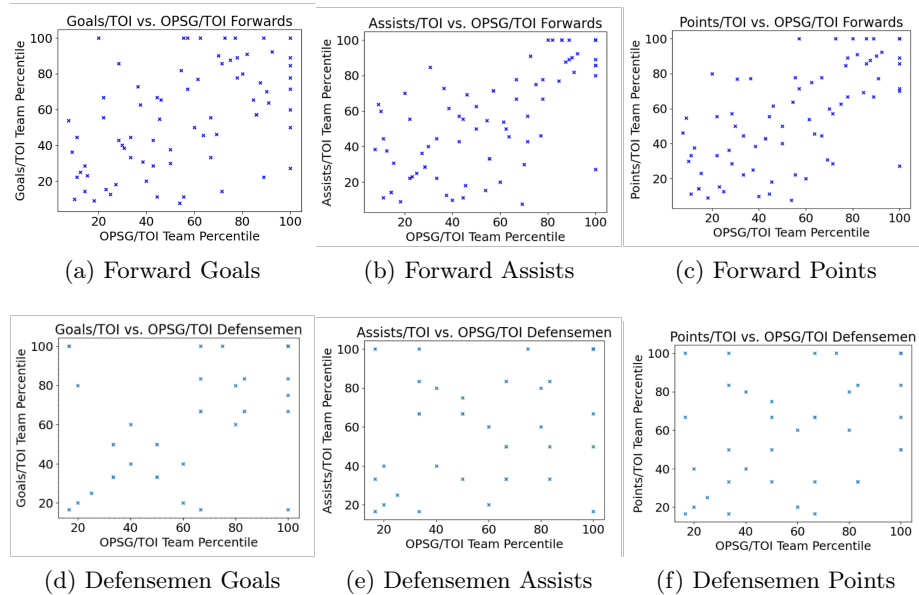 Goals/TOI vs. OPSG/TOI Forwards
Goals/TOI Team Percentile
100
80
60
40
20
20 40 60 80 100
OPSG/TOI Team Percentile
(a) Forward Goals
Assists/TOI vs. OPSG/TOI Forwards
Assists/TOI Team Percentile
100
80
60
40
20
20 40 60 80 100
OPSG/TOI Team Percentile
(b) Forward Assists
Points/TOI vs. OPSG/TOI Forwards
Points/TOI Team Percentile
100
80
60
40
20
20 40 60 80 100
OPSG/TOI Team Percentile
(c) Forward Points
Goals/TOI vs. OPSG/TOI Defensemen
Goals/TOI Team Percentile
100
80
60
40
20
20 40 60 80 100
OPSG/TOI Team Percentile
(d) Defensemen Goals
Assists/TOI vs. OPSG/TOI Defensemen
Assists/TOI Team Percentile
100
80
60
40
20
20 40 60 80 100
OPSG/TOI Team Percentile
(e) Defensemen Assists
Points/TOI vs. OPSG/TOI Defensemen
Points/TOI Team Percentile
100
80
60
40
20
20 40 60 80 100
OPSG/TOI Team Percentile
(f) Defensemen Points